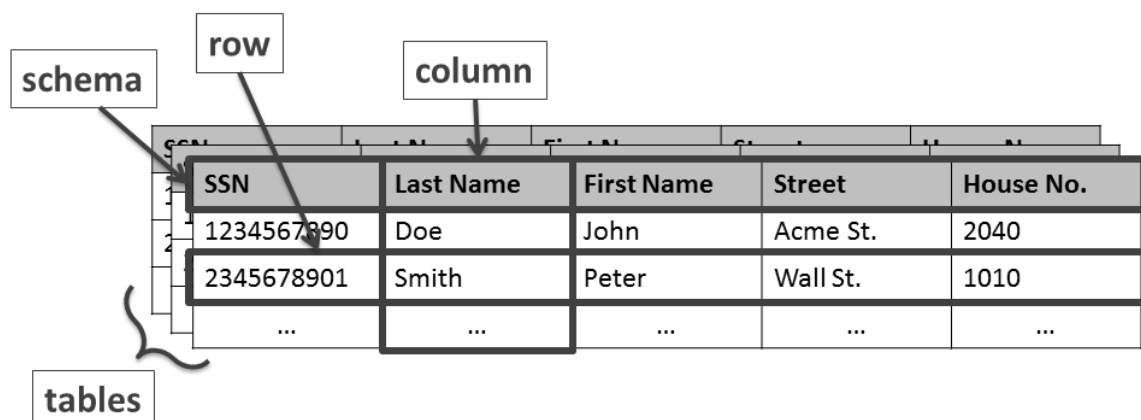 row
schema
column
SSN Last Name First Name Street House No.
1234567890 Doe John Acme St. 2040
2345678901 Smith Peter Wall St. 1010
... ... ... ... ...
tables